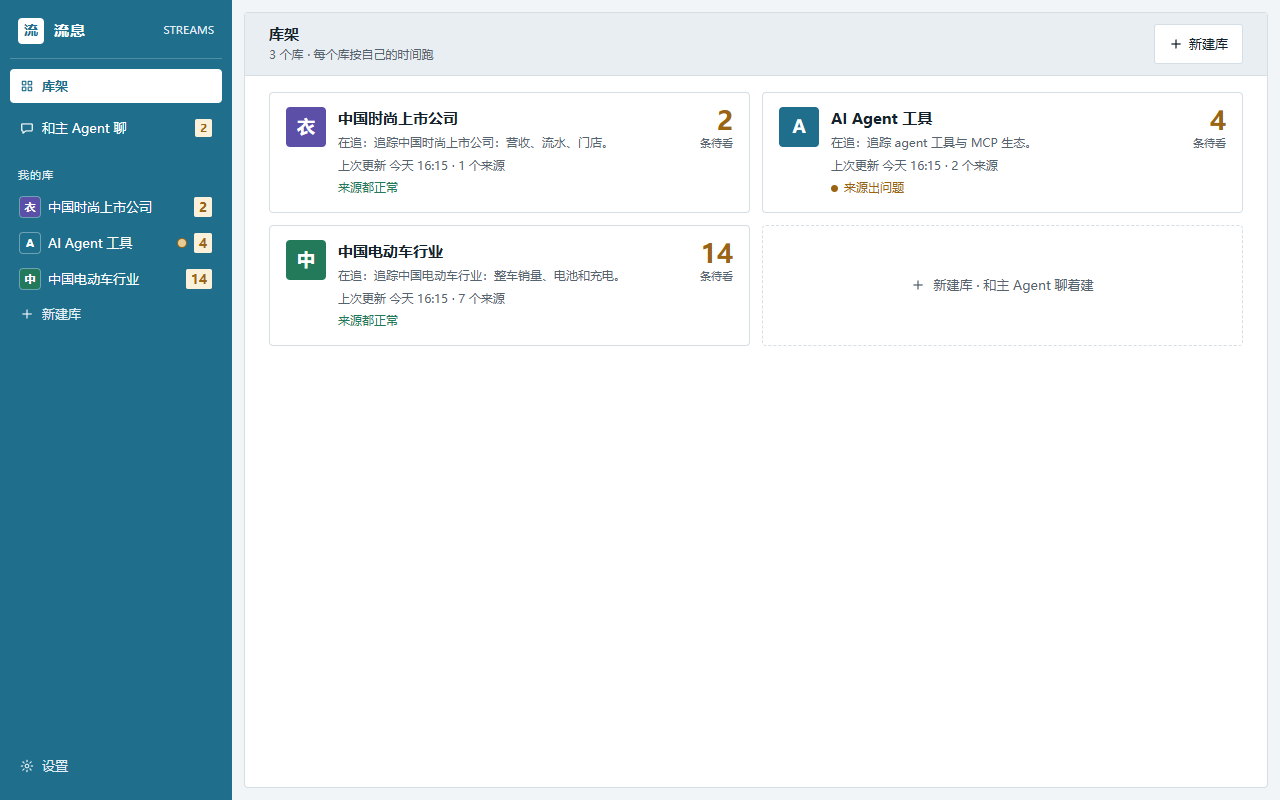 流 流息 STREAMS
库架
和主 Agent 聊 2
我的库
衣 中国时尚上市公司 2
A AI Agent 工具 4
中 中国电动车行业 14
新建库
设置
库架
3 个库 · 每个库按自己的时间跑
新建库
衣 中国时尚上市公司 2
在追：追踪中国时尚上市公司：营收、流水、门店。 条待看
上次更新 今天 16:15 · 1 个来源
来源都正常
A AI Agent 工具 4
在追：追踪 agent 工具与 MCP 生态。 条待看
上次更新 今天 16:15 · 2 个来源
来源出问题
中 中国电动车行业 14
在追：追踪中国电动车行业：整车销量、电池和充电。 条待看
上次更新 今天 16:15 · 7 个来源
来源都正常
新建库 · 和主 Agent 聊着建